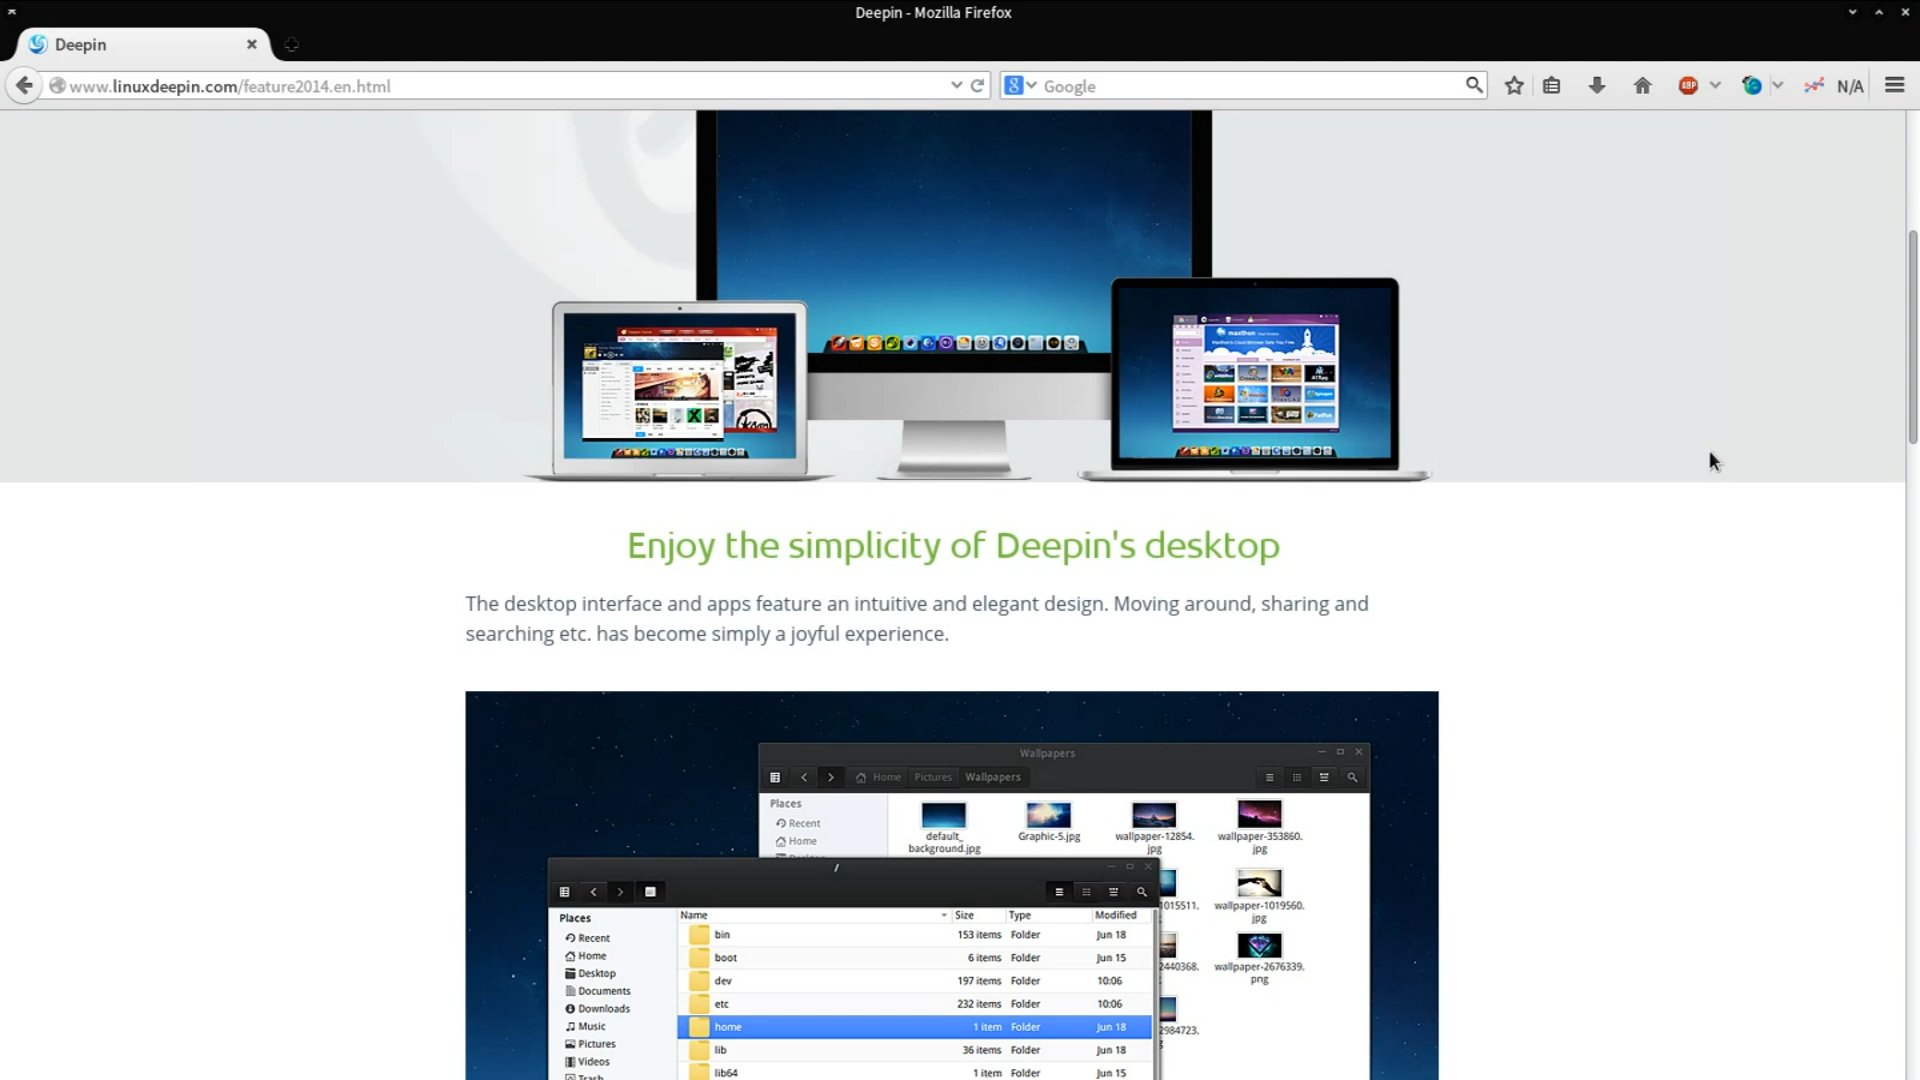 Deepin - Mozilla Firefox
Deepin
www.linuxdeepin.com/feature2014.en.html
Google
ABP
N/A
maxthon
Enjoy the simplicity of Deepin's desktop
The desktop interface and apps feature an intuitive and elegant design. Moving around, sharing and
searching etc. has become simply a joyful experience.
Wallpapers
Home Pictures Wallpapers
Places
Recent
Home
default_
background.jpg
Graphic-5.jpg
wallpaper-12854.
jpg
wallpaper-353860.
jpg
1015511.
wallpaper-1019560.
jpg
2440368.
wallpaper-2676339.
png
2984723.
/
Places
Recent
Home
Desktop
Documents
Downloads
Music
Pictures
Videos
Trash
Name Size Type Modified
bin 153 items Folder Jun 18
boot 6 items Folder Jun 15
dev 197 items Folder 10:06
etc 232 items Folder 10:06
home 1 item Folder Jun 18
lib 36 items Folder Jun 18
lib64 1 item Folder Jun 15